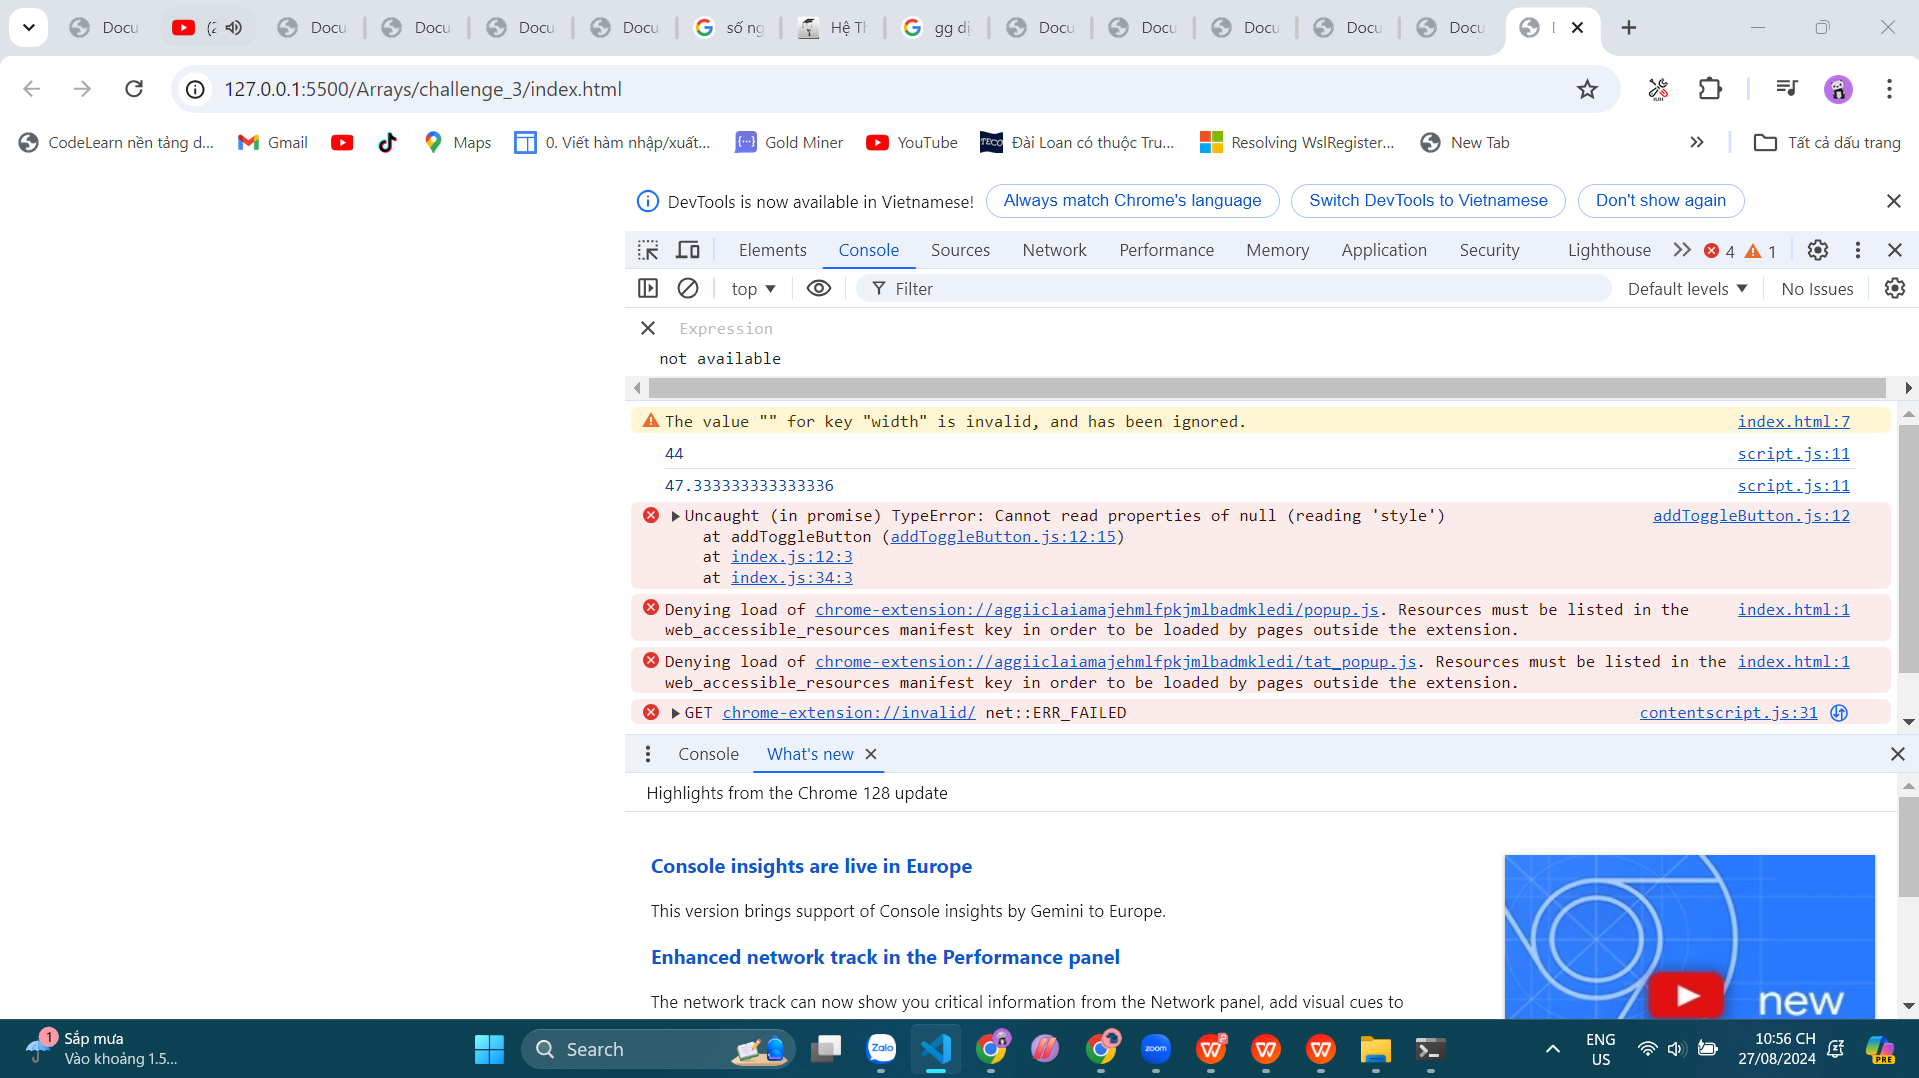 Docu
(2
Docu
Docu
Docu
Docu
số ng
Hệ Th
gg dị
Docu
Docu
Docu
Docu
Docu
127.0.0.1:5500/Arrays/challenge_3/index.html
CodeLearn nền tảng d...
Gmail
Maps
0. Viết hàm nhập/xuất...
Gold Miner
YouTube
TECO
Đài Loan có thuộc Tru...
Resolving WslRegister...
New Tab
Tất cả dấu trang
DevTools is now available in Vietnamese!
Always match Chrome's language
Switch DevTools to Vietnamese
Don't show again
Elements
Console
Sources
Network
Performance
Memory
Application
Security
Lighthouse
4
1
top
Filter
Default levels
No Issues
Expression
not available
The value "" for key "width" is invalid, and has been ignored. index.html:7
44 script.js:11
47.333333333333336 script.js:11
Uncaught (in promise) TypeError: Cannot read properties of null (reading 'style') addToggleButton.js:12
at addToggleButton (addToggleButton.js:12:15)
at index.js:12:3
at index.js:34:3
Denying load of chrome-extension://aggiiclaiamajehmlfpkjmlbadmkledi/popup.js. Resources must be listed in the index.html:1
web_accessible_resources manifest key in order to be loaded by pages outside the extension.
Denying load of chrome-extension://aggiiclaiamajehmlfpkjmlbadmkledi/tat_popup.js. Resources must be listed in the index.html:1
web_accessible_resources manifest key in order to be loaded by pages outside the extension.
GET chrome-extension://invalid/ net::ERR_FAILED contentscript.js:31
Console
What's new
Highlights from the Chrome 128 update
Console insights are live in Europe
This version brings support of Console insights by Gemini to Europe.
Enhanced network track in the Performance panel
The network track can now show you critical information from the Network panel, add visual cues to
new
1
Sắp mưa
Vào khoảng 1.5...
Search
Zalo
zoom
ENG
US
10:56 CH
27/08/2024
PRE